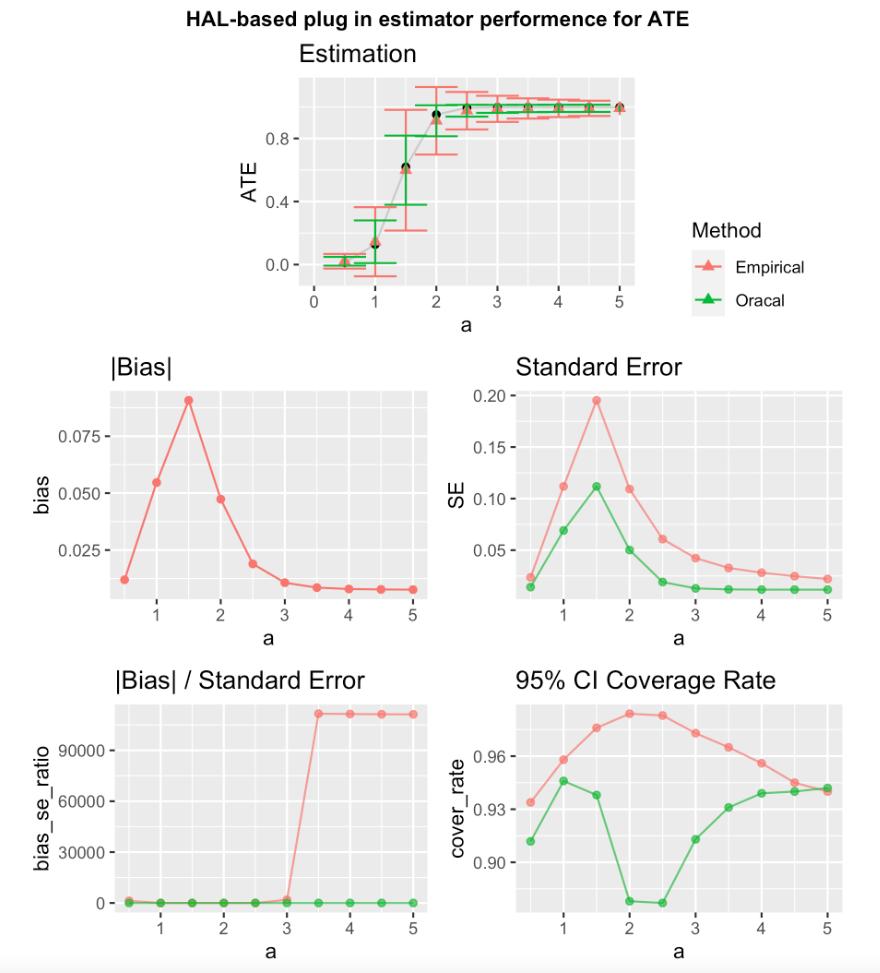 HAL-based plug in estimator performence for ATE
Estimation
ATE
0.8
0.4
0.0
0 1 2 3 4 5
a
Method
Empirical
Oracal
|Bias|
bias
0.075
0.050
0.025
1 2 3 4 5
a
Standard Error
SE
0.20
0.15
0.10
0.05
1 2 3 4 5
a
|Bias| / Standard Error
bias_se_ratio
90000
60000
30000
0
1 2 3 4 5
a
95% CI Coverage Rate
cover_rate
0.96
0.93
0.90
1 2 3 4 5
a